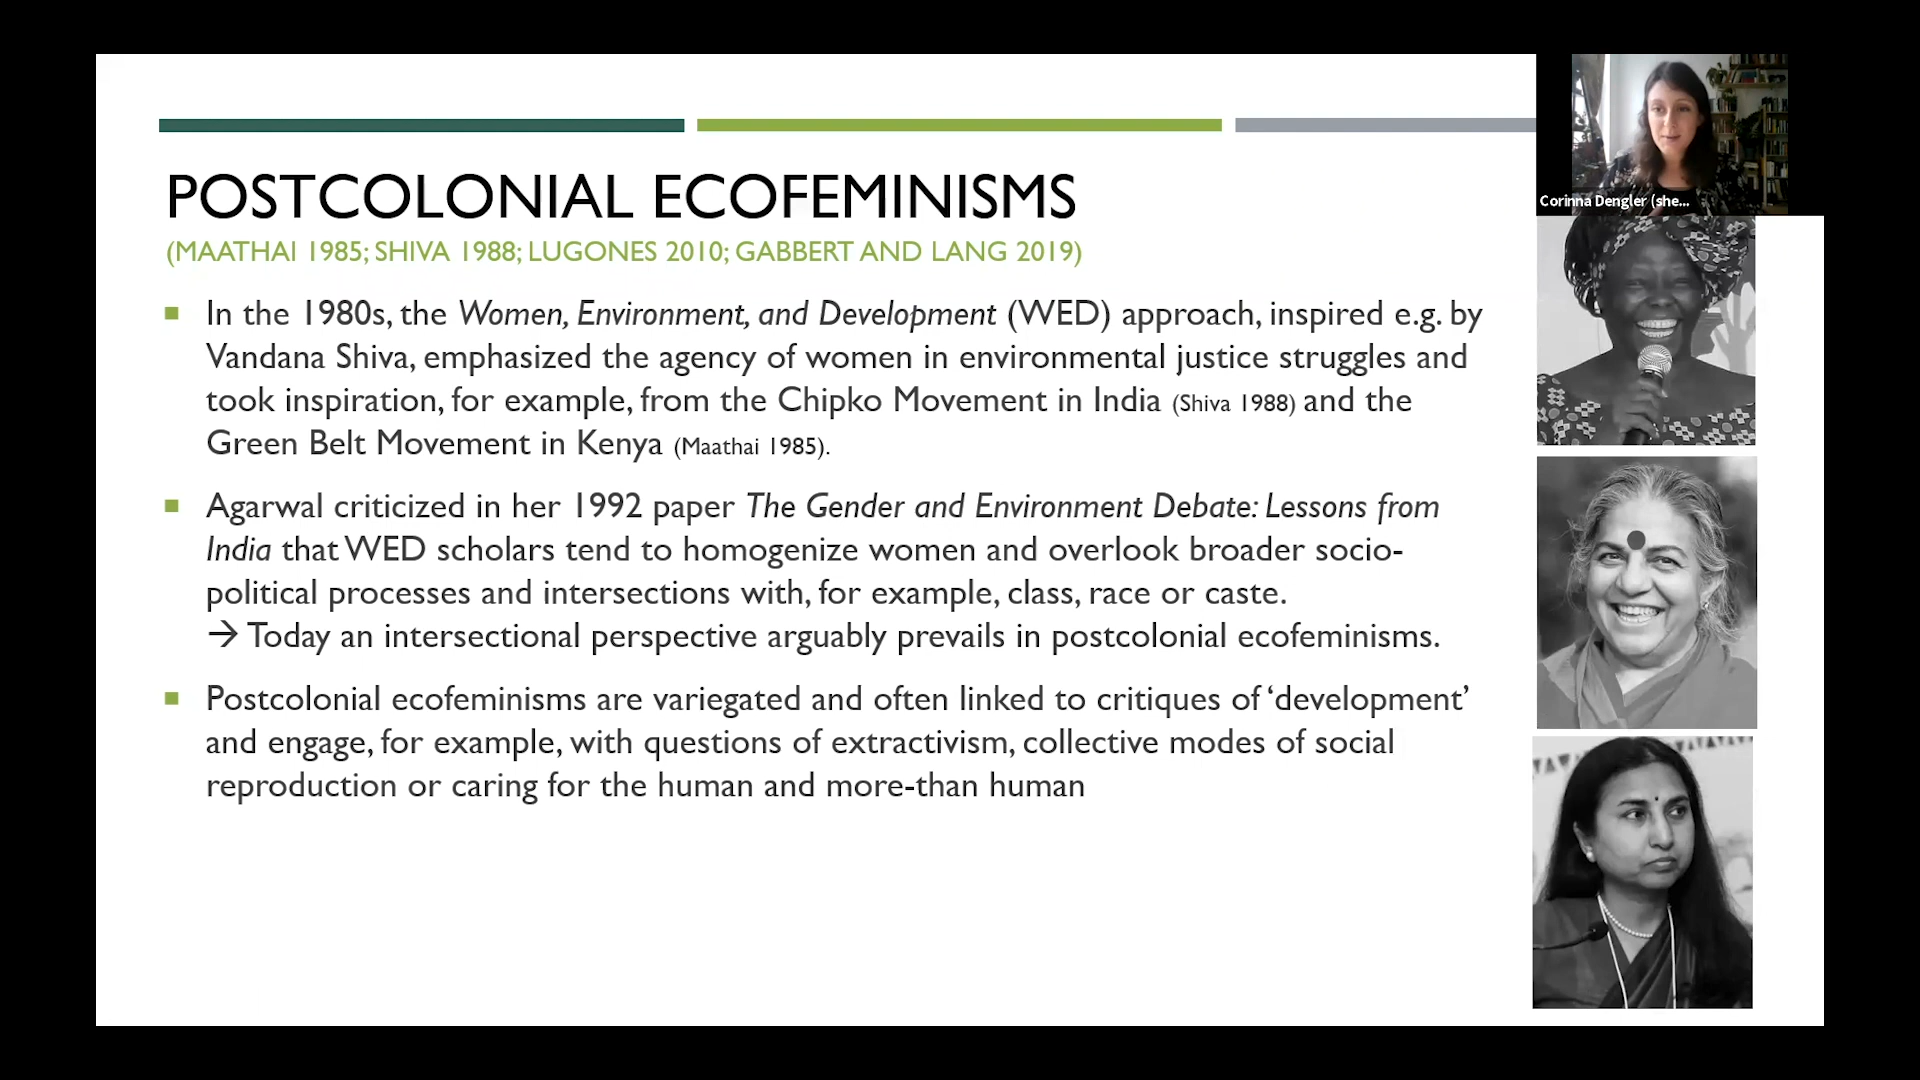 Corinna Dengler (she...
POSTCOLONIAL ECOFEMINISMS
(MAATHAI 1985; SHIVA 1988; LUGONES 2010; GABBERT AND LANG 2019)
In the 1980s, the Women, Environment, and Development (WED) approach, inspired e.g. by
Vandana Shiva, emphasized the agency of women in environmental justice struggles and
took inspiration, for example, from the Chipko Movement in India (Shiva 1988) and the
Green Belt Movement in Kenya (Maathai 1985).
Agarwal criticized in her 1992 paper The Gender and Environment Debate: Lessons from
India that WED scholars tend to homogenize women and overlook broader socio-
political processes and intersections with, for example, class, race or caste.
→ Today an intersectional perspective arguably prevails in postcolonial ecofeminisms.
Postcolonial ecofeminisms are variegated and often linked to critiques of ‘development’
and engage, for example, with questions of extractivism, collective modes of social
reproduction or caring for the human and more-than human